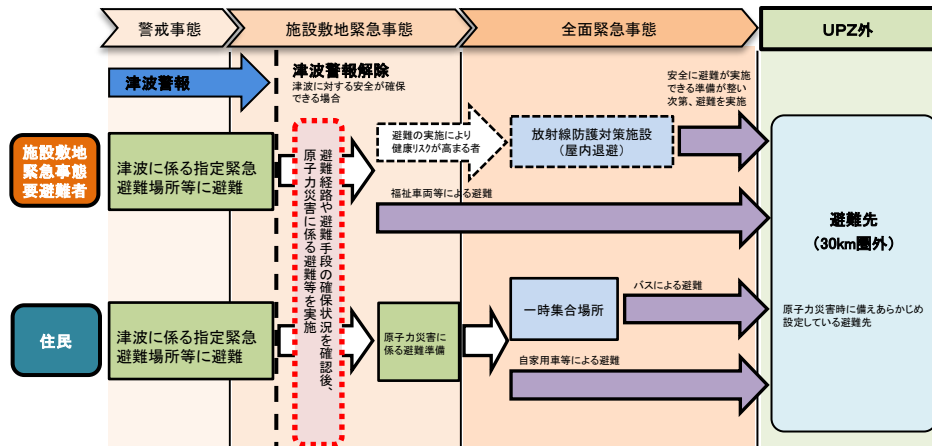 警戒事態
施設敷地緊急事態
全面緊急事態
UPZ外
津波警報
津波警報解除
津波に対する安全が確保
できる場合
安全に避難が実施
できる準備が整い
次第、避難を実施
施設敷地
緊急事態
要避難者
津波に係る指定緊急
避難場所等に避難
避難経路や避難手段の確保状況を確認後、
原子力災害に係る避難等を実施
避難の実施により
健康リスクが高まる者
放射線防護対策施設
（屋内退避）
福祉車両等による避難
避難先
（30km圏外）
原子力災害時に備えあらかじめ
設定している避難先
住民
津波に係る指定緊急
避難場所等に避難
原子力災害に
係る避難準備
一時集合場所
バスによる避難
自家用車等による避難